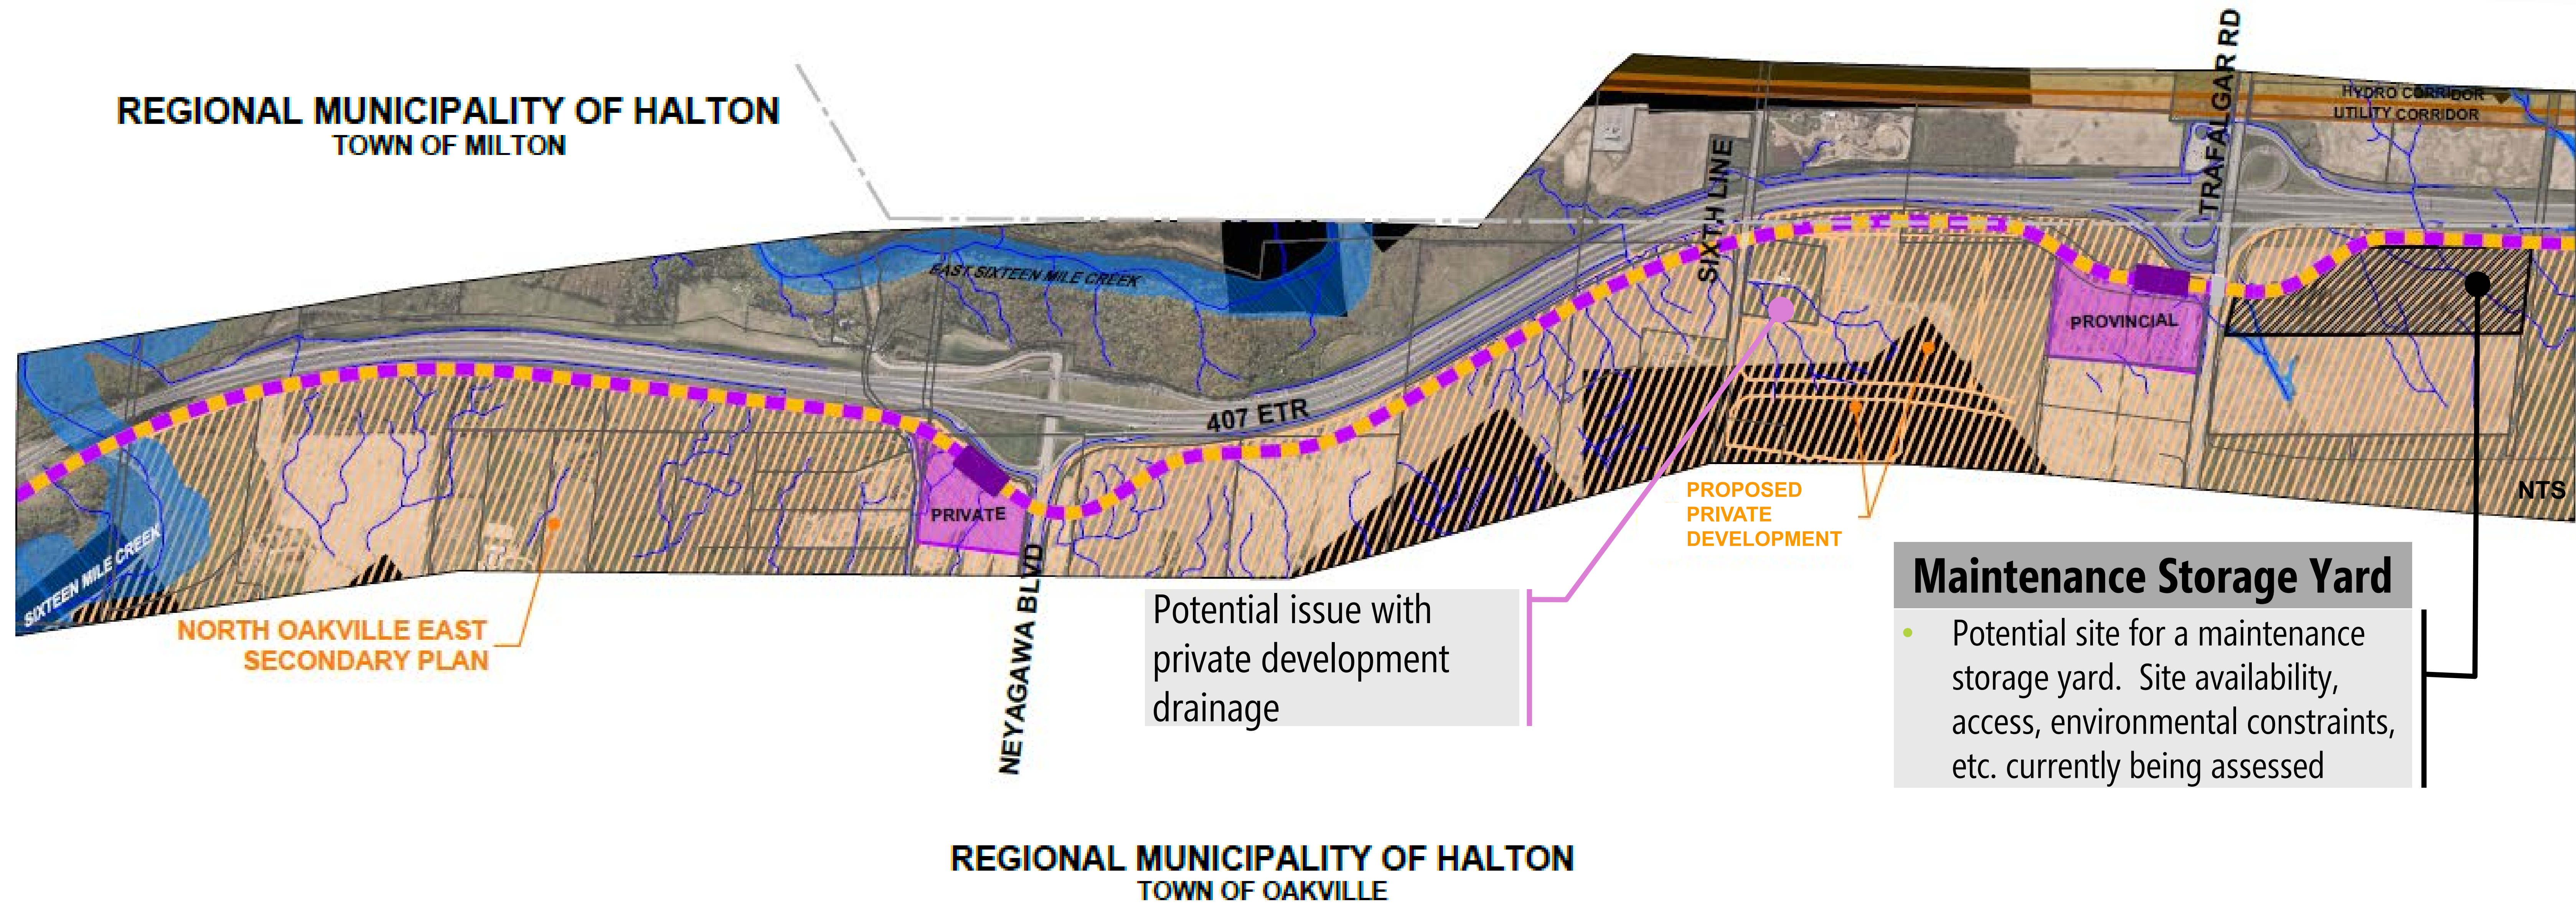 REGIONAL MUNICIPALITY OF HALTON
TOWN OF MILTON
TRAFALGAR RD
HYDRO CORRIDOR
UTILITY CORRIDOR
SIXTH LINE
EAST SIXTEEN MILE CREEK
PROVINCIAL
407 ETR
PRIVATE
NTS
PROPOSED
PRIVATE
DEVELOPMENT
SIXTEEN MILE CREEK
NORTH OAKVILLE EAST
SECONDARY PLAN
NEYAGAWA BLVD
Potential issue with
private development
drainage
Maintenance Storage Yard
• Potential site for a maintenance
storage yard. Site availability,
access, environmental constraints,
etc. currently being assessed
REGIONAL MUNICIPALITY OF HALTON
TOWN OF OAKVILLE